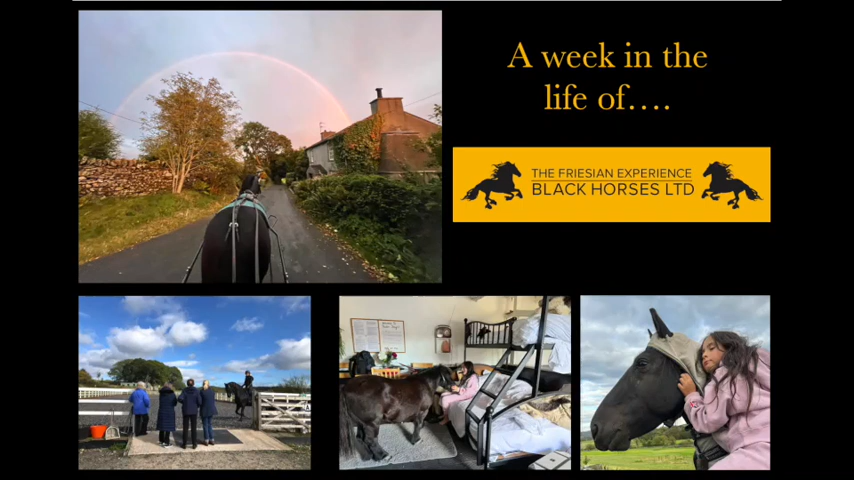 A week in the
life of....
THE FRIESIAN EXPERIENCE
BLACK HORSES LTD